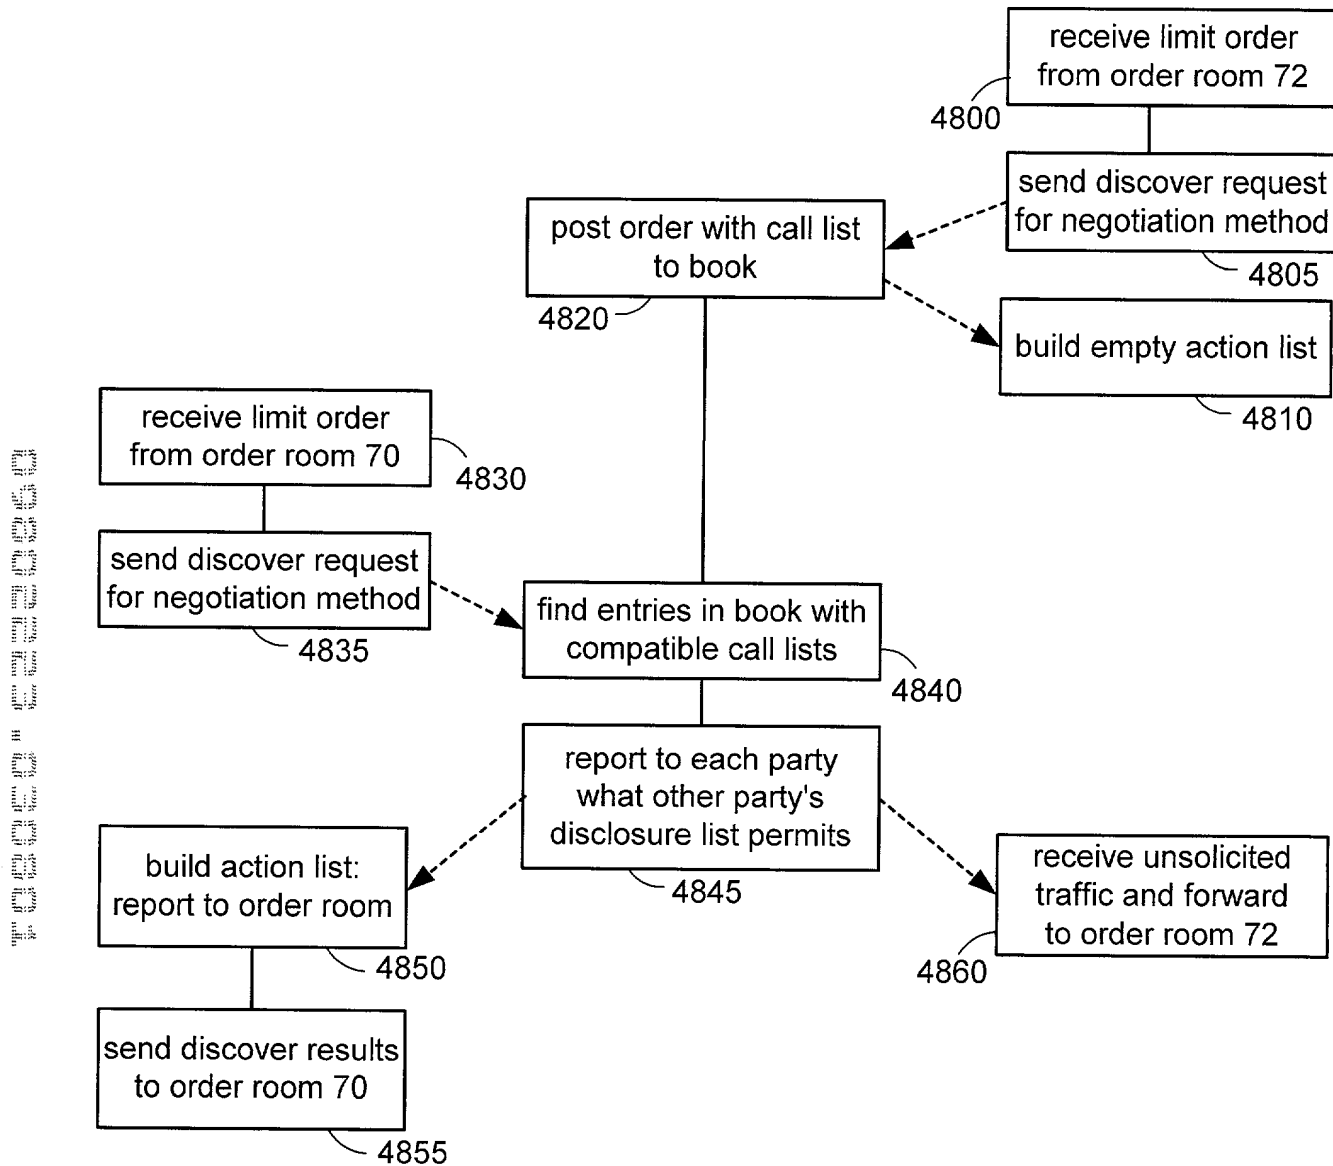 receive limit order
from order room 72
4800
send discover request
for negotiation method
4805
post order with call list
to book
4820
build empty action list
4810
receive limit order
from order room 70
4830
send discover request
for negotiation method
4835
find entries in book with
compatible call lists
4840
report to each party
what other party's
disclosure list permits
4845
build action list:
report to order room
4850
receive unsolicited
traffic and forward
to order room 72
4860
send discover results
to order room 70
4855